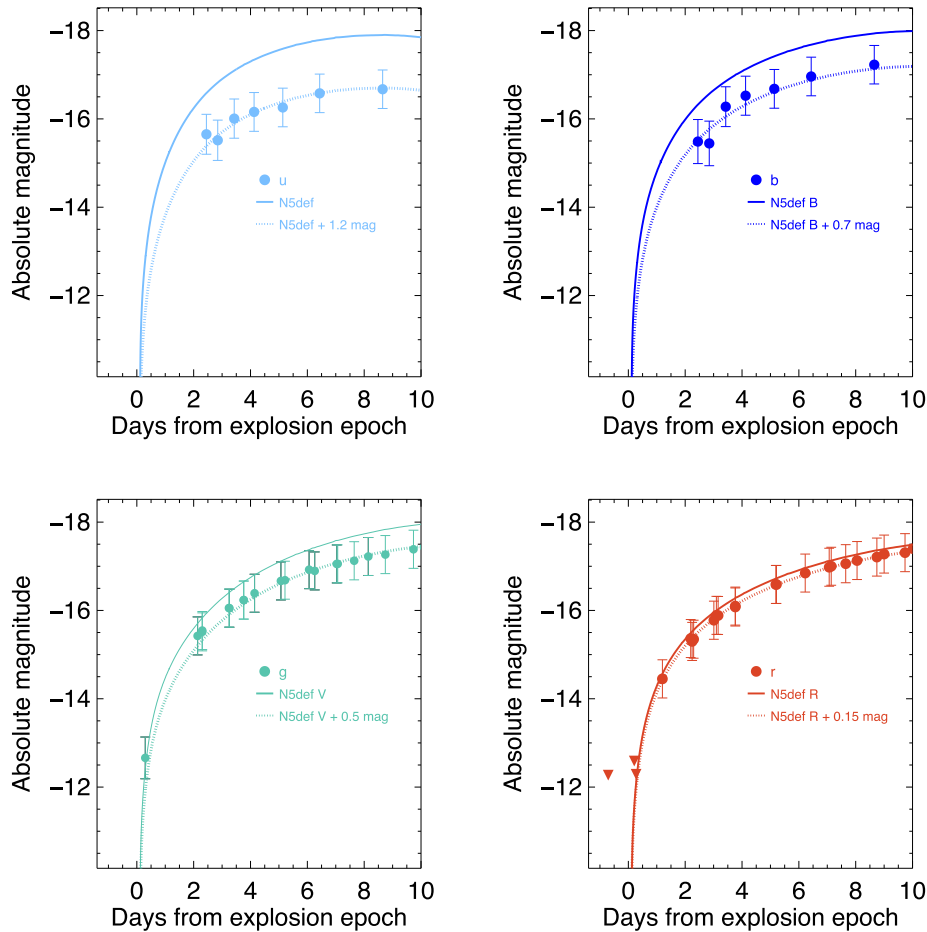 Absolute magnitude
−18
−16
−14
−12
u
N5def
N5def + 1.2 mag
0 2 4 6 8 10
Days from explosion epoch
Absolute magnitude
−18
−16
−14
−12
b
N5def B
N5def B + 0.7 mag
0 2 4 6 8 10
Days from explosion epoch
Absolute magnitude
−18
−16
−14
−12
g
N5def V
N5def V + 0.5 mag
0 2 4 6 8 10
Days from explosion epoch
Absolute magnitude
−18
−16
−14
−12
r
N5def R
N5def R + 0.15 mag
0 2 4 6 8 10
Days from explosion epoch